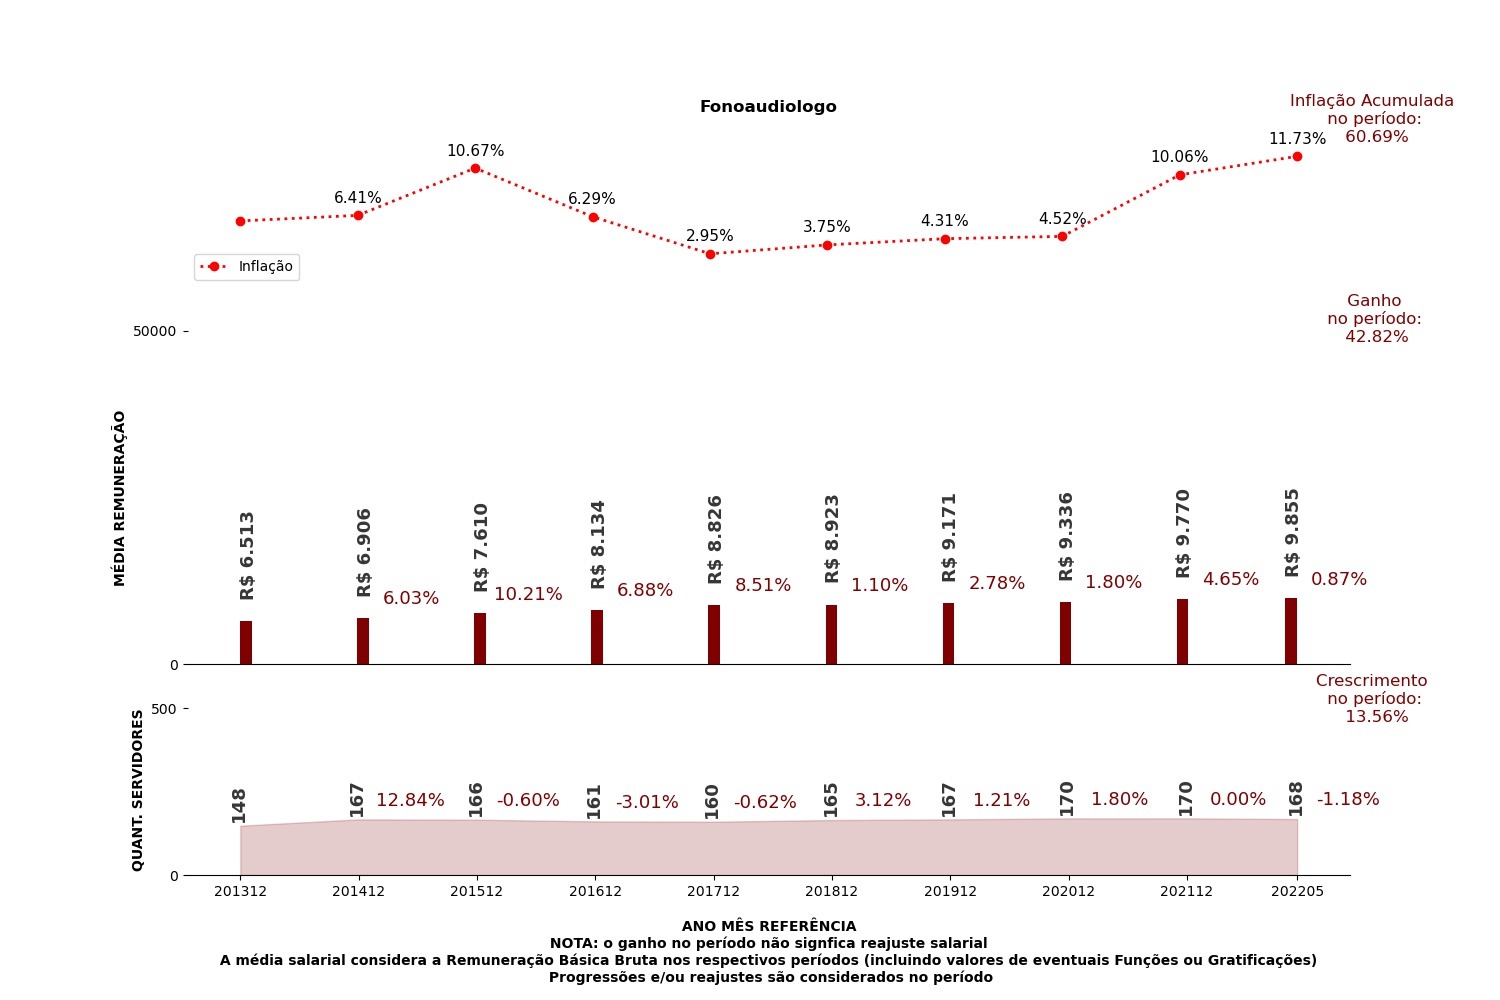 Fonoaudiologo
Inflação Acumulada
no período:
60.69%
6.41%
10.67%
6.29%
2.95%
3.75%
4.31%
4.52%
10.06%
11.73%
Inflação
Ganho
no período:
42.82%
50000
0
MÉDIA REMUNERAÇÃO
R$ 6.513
R$ 6.906
R$ 7.610
R$ 8.134
R$ 8.826
R$ 8.923
R$ 9.171
R$ 9.336
R$ 9.770
R$ 9.855
6.03%
10.21%
6.88%
8.51%
1.10%
2.78%
1.80%
4.65%
0.87%
Crescrimento
no período:
13.56%
500
0
QUANT. SERVIDORES
148
167
166
161
160
165
167
170
170
168
12.84%
-0.60%
-3.01%
-0.62%
3.12%
1.21%
1.80%
0.00%
-1.18%
201312
201412
201512
201612
201712
201812
201912
202012
202112
202205
ANO MÊS REFERÊNCIA
NOTA: o ganho no período não signfica reajuste salarial
A média salarial considera a Remuneração Básica Bruta nos respectivos períodos (incluindo valores de eventuais Funções ou Gratificações)
Progressões e/ou reajustes são considerados no período